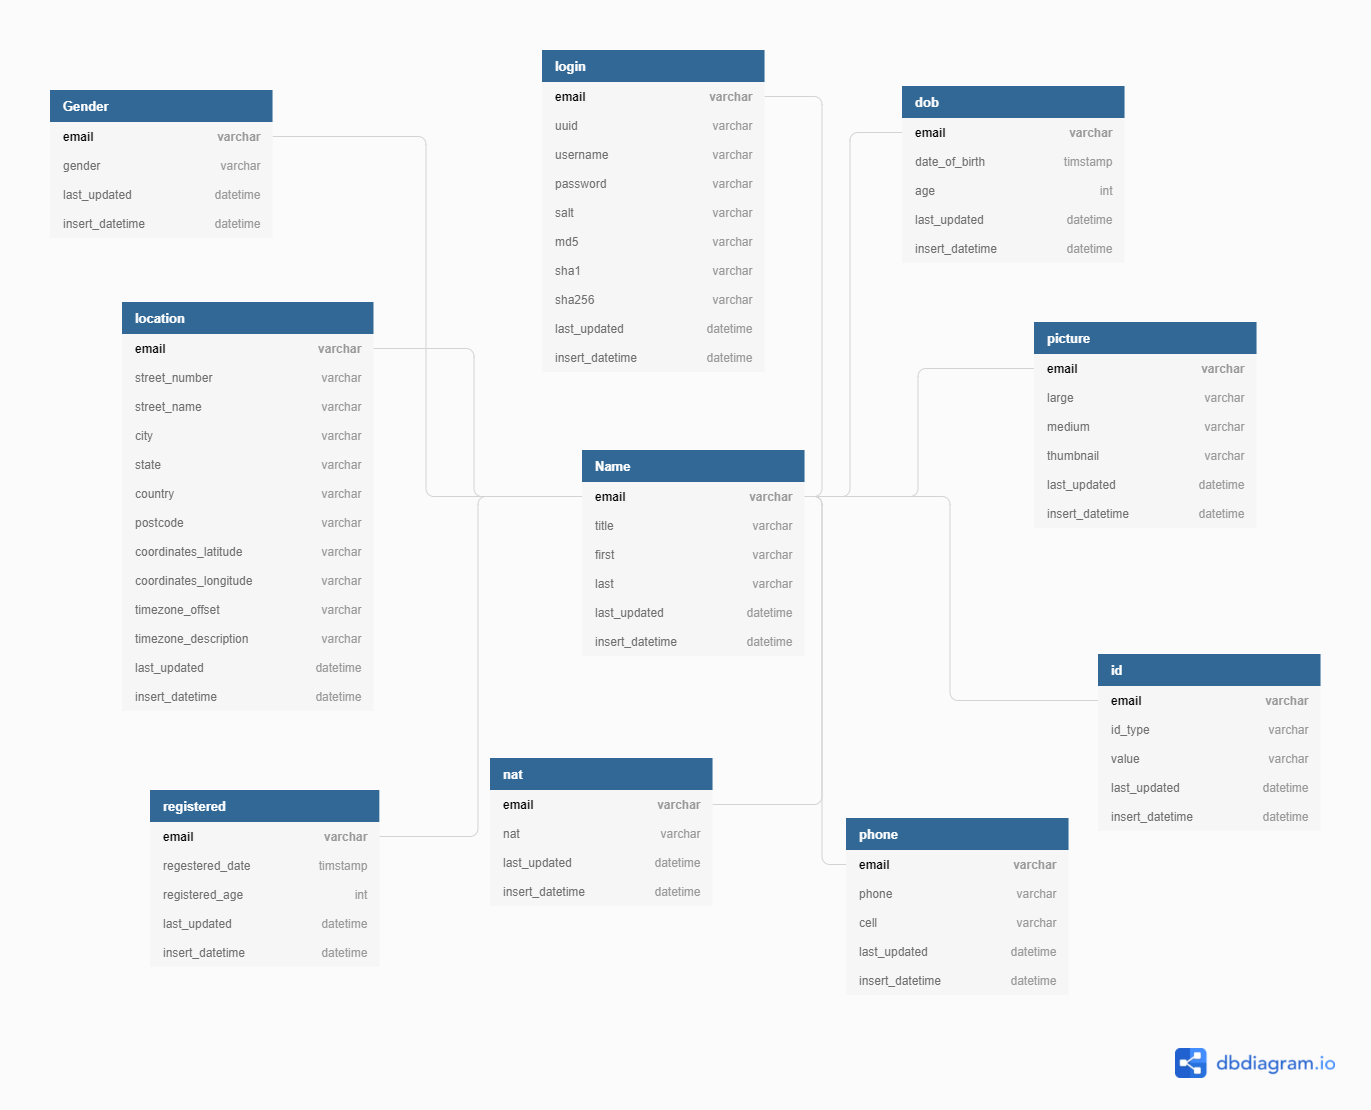 Gender
email varchar
gender varchar
last_updated datetime
insert_datetime datetime
login
email varchar
uuid varchar
username varchar
password varchar
salt varchar
md5 varchar
sha1 varchar
sha256 varchar
last_updated datetime
insert_datetime datetime
dob
email varchar
date_of_birth timstamp
age int
last_updated datetime
insert_datetime datetime
location
email varchar
street_number varchar
street_name varchar
city varchar
state varchar
country varchar
postcode varchar
coordinates_latitude varchar
coordinates_longitude varchar
timezone_offset varchar
timezone_description varchar
last_updated datetime
insert_datetime datetime
picture
email varchar
large varchar
medium varchar
thumbnail varchar
last_updated datetime
insert_datetime datetime
Name
email varchar
title varchar
first varchar
last varchar
last_updated datetime
insert_datetime datetime
id
email varchar
id_type varchar
value varchar
last_updated datetime
insert_datetime datetime
registered
email varchar
regestered_date timstamp
registered_age int
last_updated datetime
insert_datetime datetime
nat
email varchar
nat varchar
last_updated datetime
insert_datetime datetime
phone
email varchar
phone varchar
cell varchar
last_updated datetime
insert_datetime datetime
dbdiagram.io